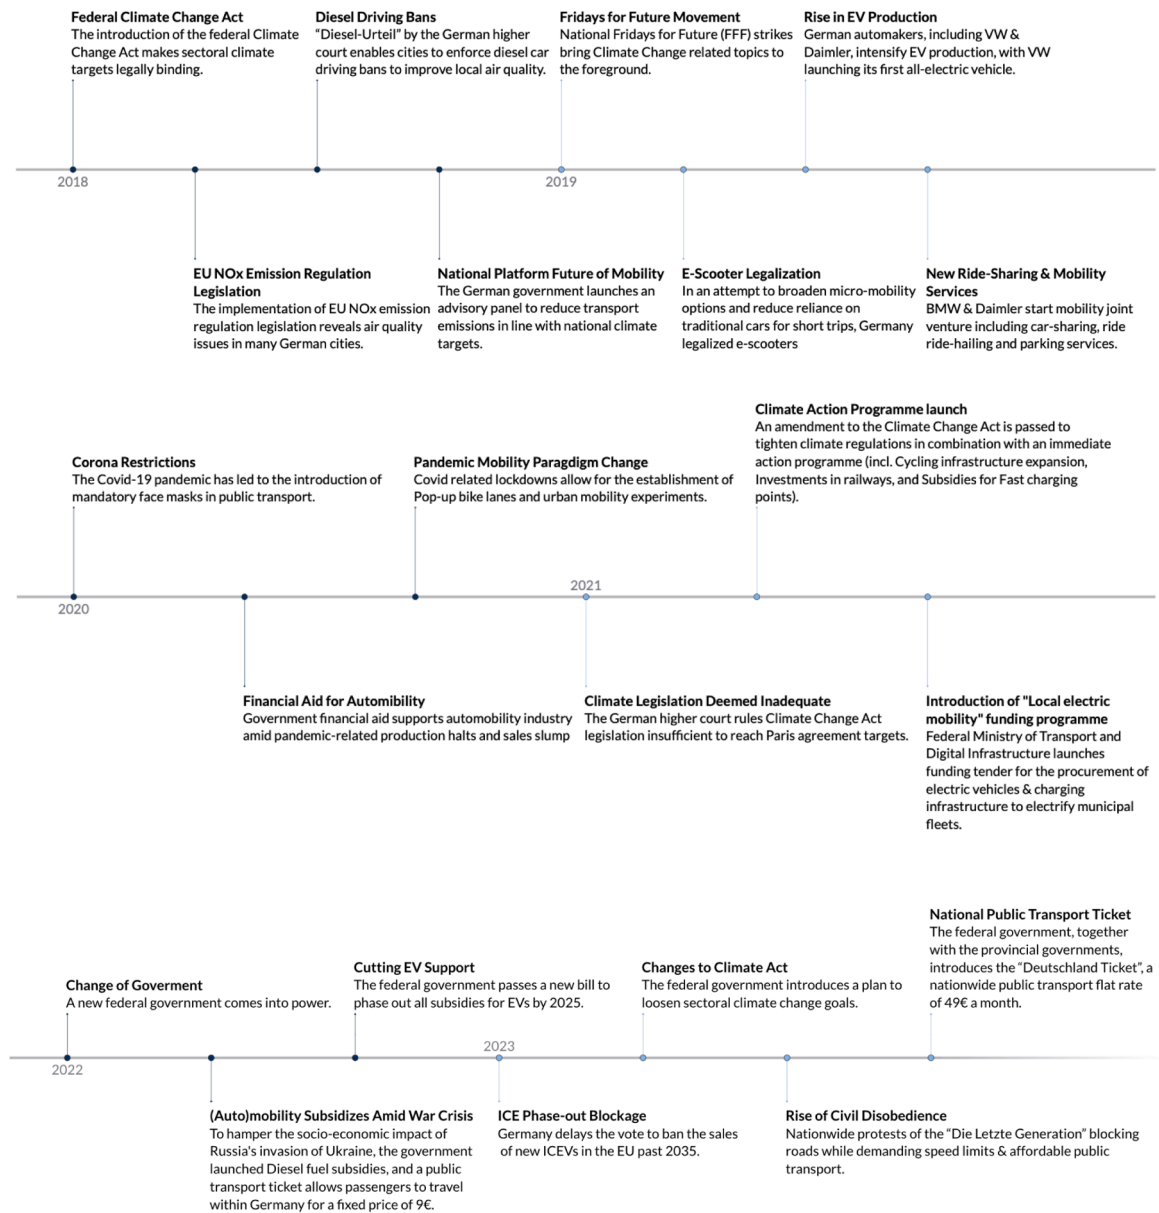 Federal Climate Change Act
The introduction of the federal Climate
Change Act makes sectoral climate
targets legally binding.
Diesel Driving Bans
“Diesel-Urteil” by the German higher
court enables cities to enforce diesel car
driving bans to improve local air quality.
Fridays for Future Movement
National Fridays for Future (FFF) strikes
bring Climate Change related topics to
the foreground.
Rise in EV Production
German automakers, including VW &
Daimler, intensify EV production, with VW
launching its first all-electric vehicle.
2018
2019
EU NOx Emission Regulation
Legislation
The implementation of EU NOx emission
regulation legislation reveals air quality
issues in many German cities.
National Platform Future of Mobility
The German government launches an
advisory panel to reduce transport
emissions in line with national climate
targets.
E-Scooter Legalization
In an attempt to broaden micro-mobility
options and reduce reliance on
traditional cars for short trips, Germany
legalized e-scooters
New Ride-Sharing & Mobility
Services
BMW & Daimler start mobility joint
venture including car-sharing, ride
ride-hailing and parking services.
Corona Restrictions
The Covid-19 pandemic has led to the introduction of
mandatory face masks in public transport.
Pandemic Mobility Paragdigm Change
Covid related lockdowns allow for the establishment of
Pop-up bike lanes and urban mobility experiments.
Climate Action Programme launch
An amendment to the Climate Change Act is passed to
tighten climate regulations in combination with an immediate
action programme (incl. Cycling infrastructure expansion,
Investments in railways, and Subsidies for Fast charging
points).
2020
2021
Financial Aid for Automibility
Government financial aid supports automobility industry
amid pandemic-related production halts and sales slump
Climate Legislation Deemed Inadequate
The German higher court rules Climate Change Act
legislation insufficient to reach Paris agreement targets.
Introduction of "Local electric
mobility" funding programme
Federal Ministry of Transport and
Digital Infrastructure launches
funding tender for the procurement of
electric vehicles & charging
infrastructure to electrify municipal
fleets.
Change of Goverment
A new federal government comes into power.
Cutting EV Support
The federal government passes a new bill to
phase out all subsidies for EVs by 2025.
Changes to Climate Act
The federal government introduces a plan to
loosen sectoral climate change goals.
National Public Transport Ticket
The federal government, together
with the provincial governments,
introduces the “Deutschland Ticket”, a
nationwide public transport flat rate
of 49€ a month.
2022
2023
(Auto)mobility Subsidizes Amid War Crisis
To hamper the socio-economic impact of
Russia's invasion of Ukraine, the government
launched Diesel fuel subsidies, and a public
transport ticket allows passengers to travel
within Germany for a fixed price of 9€.
ICE Phase-out Blockage
Germany delays the vote to ban the sales
of new ICEVs in the EU past 2035.
Rise of Civil Disobedience
Nationwide protests of the “Die Letzte Generation” blocking
roads while demanding speed limits & affordable public
transport.